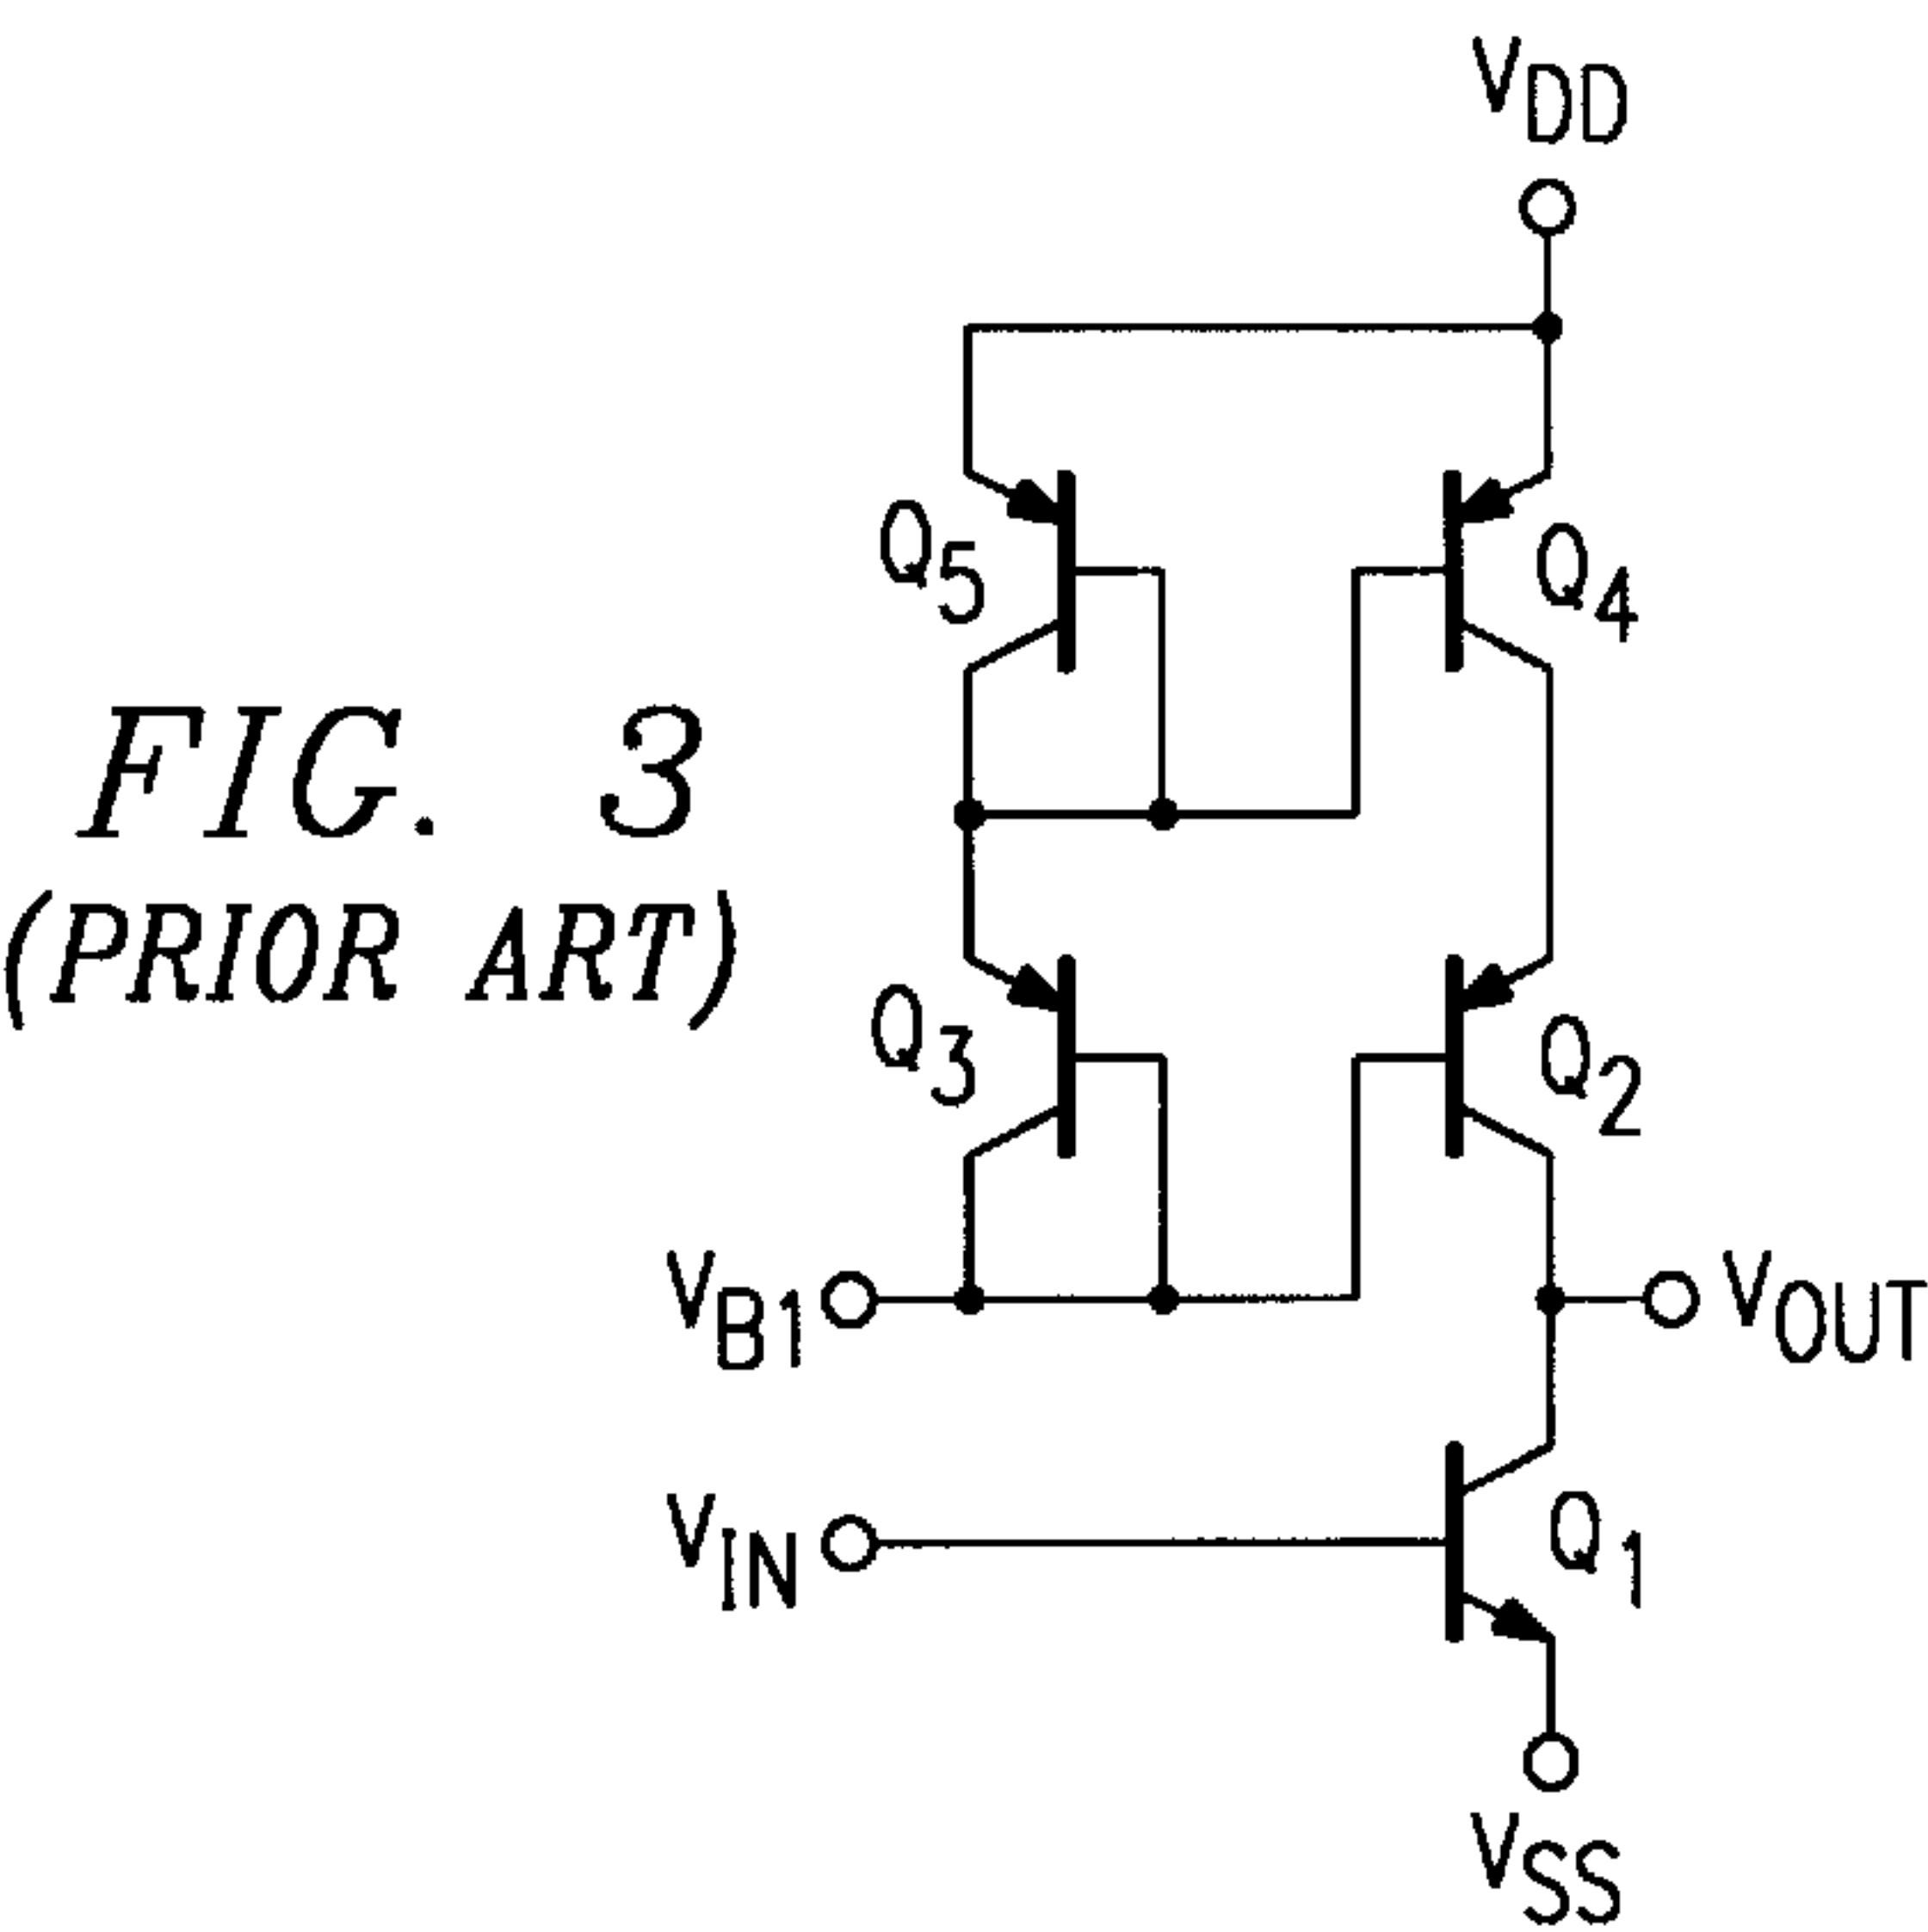 VDD
Q5
Q4
FIG. 3
(PRIOR ART)
Q3
Q2
VB1
VOUT
VIN
Q1
VSS